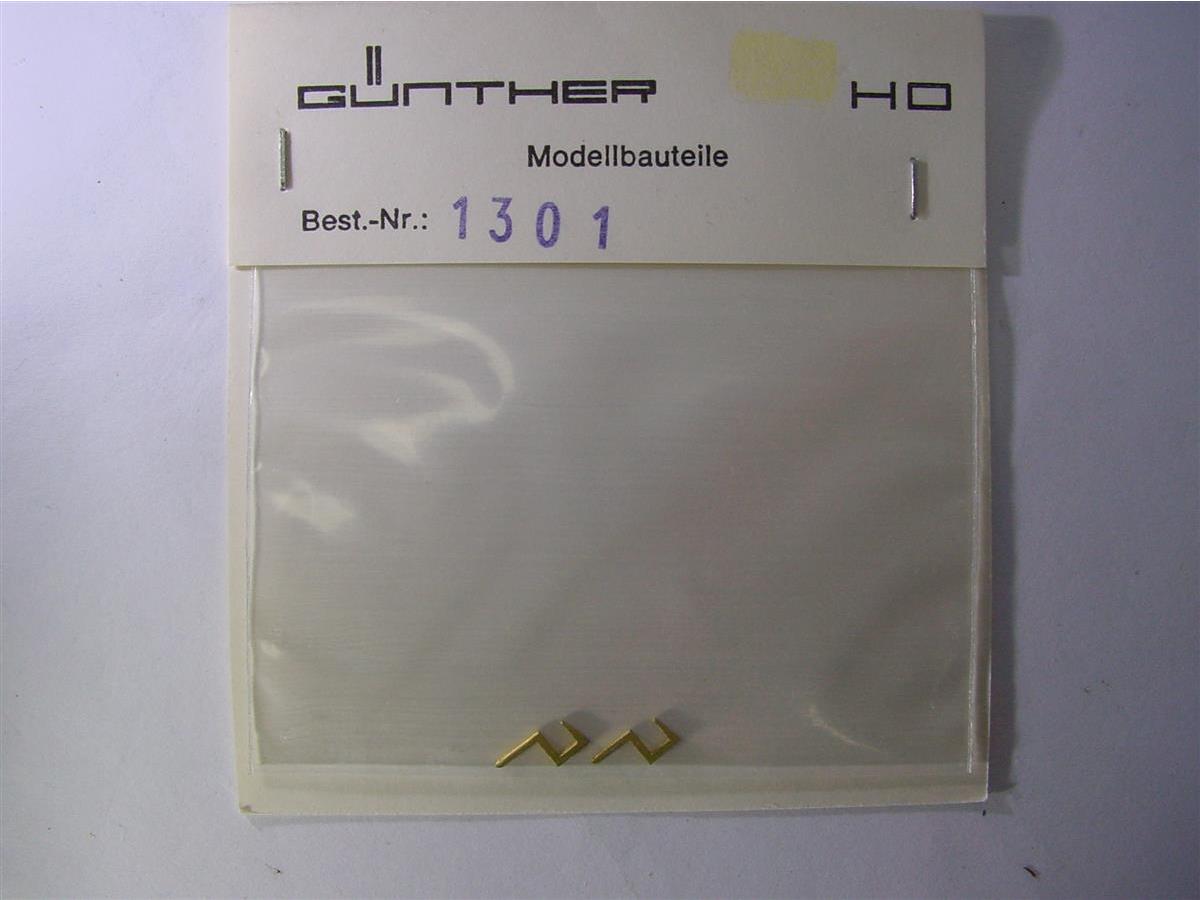 GÜNTHER HO
Modellbauteile
Best.-Nr.: 1301